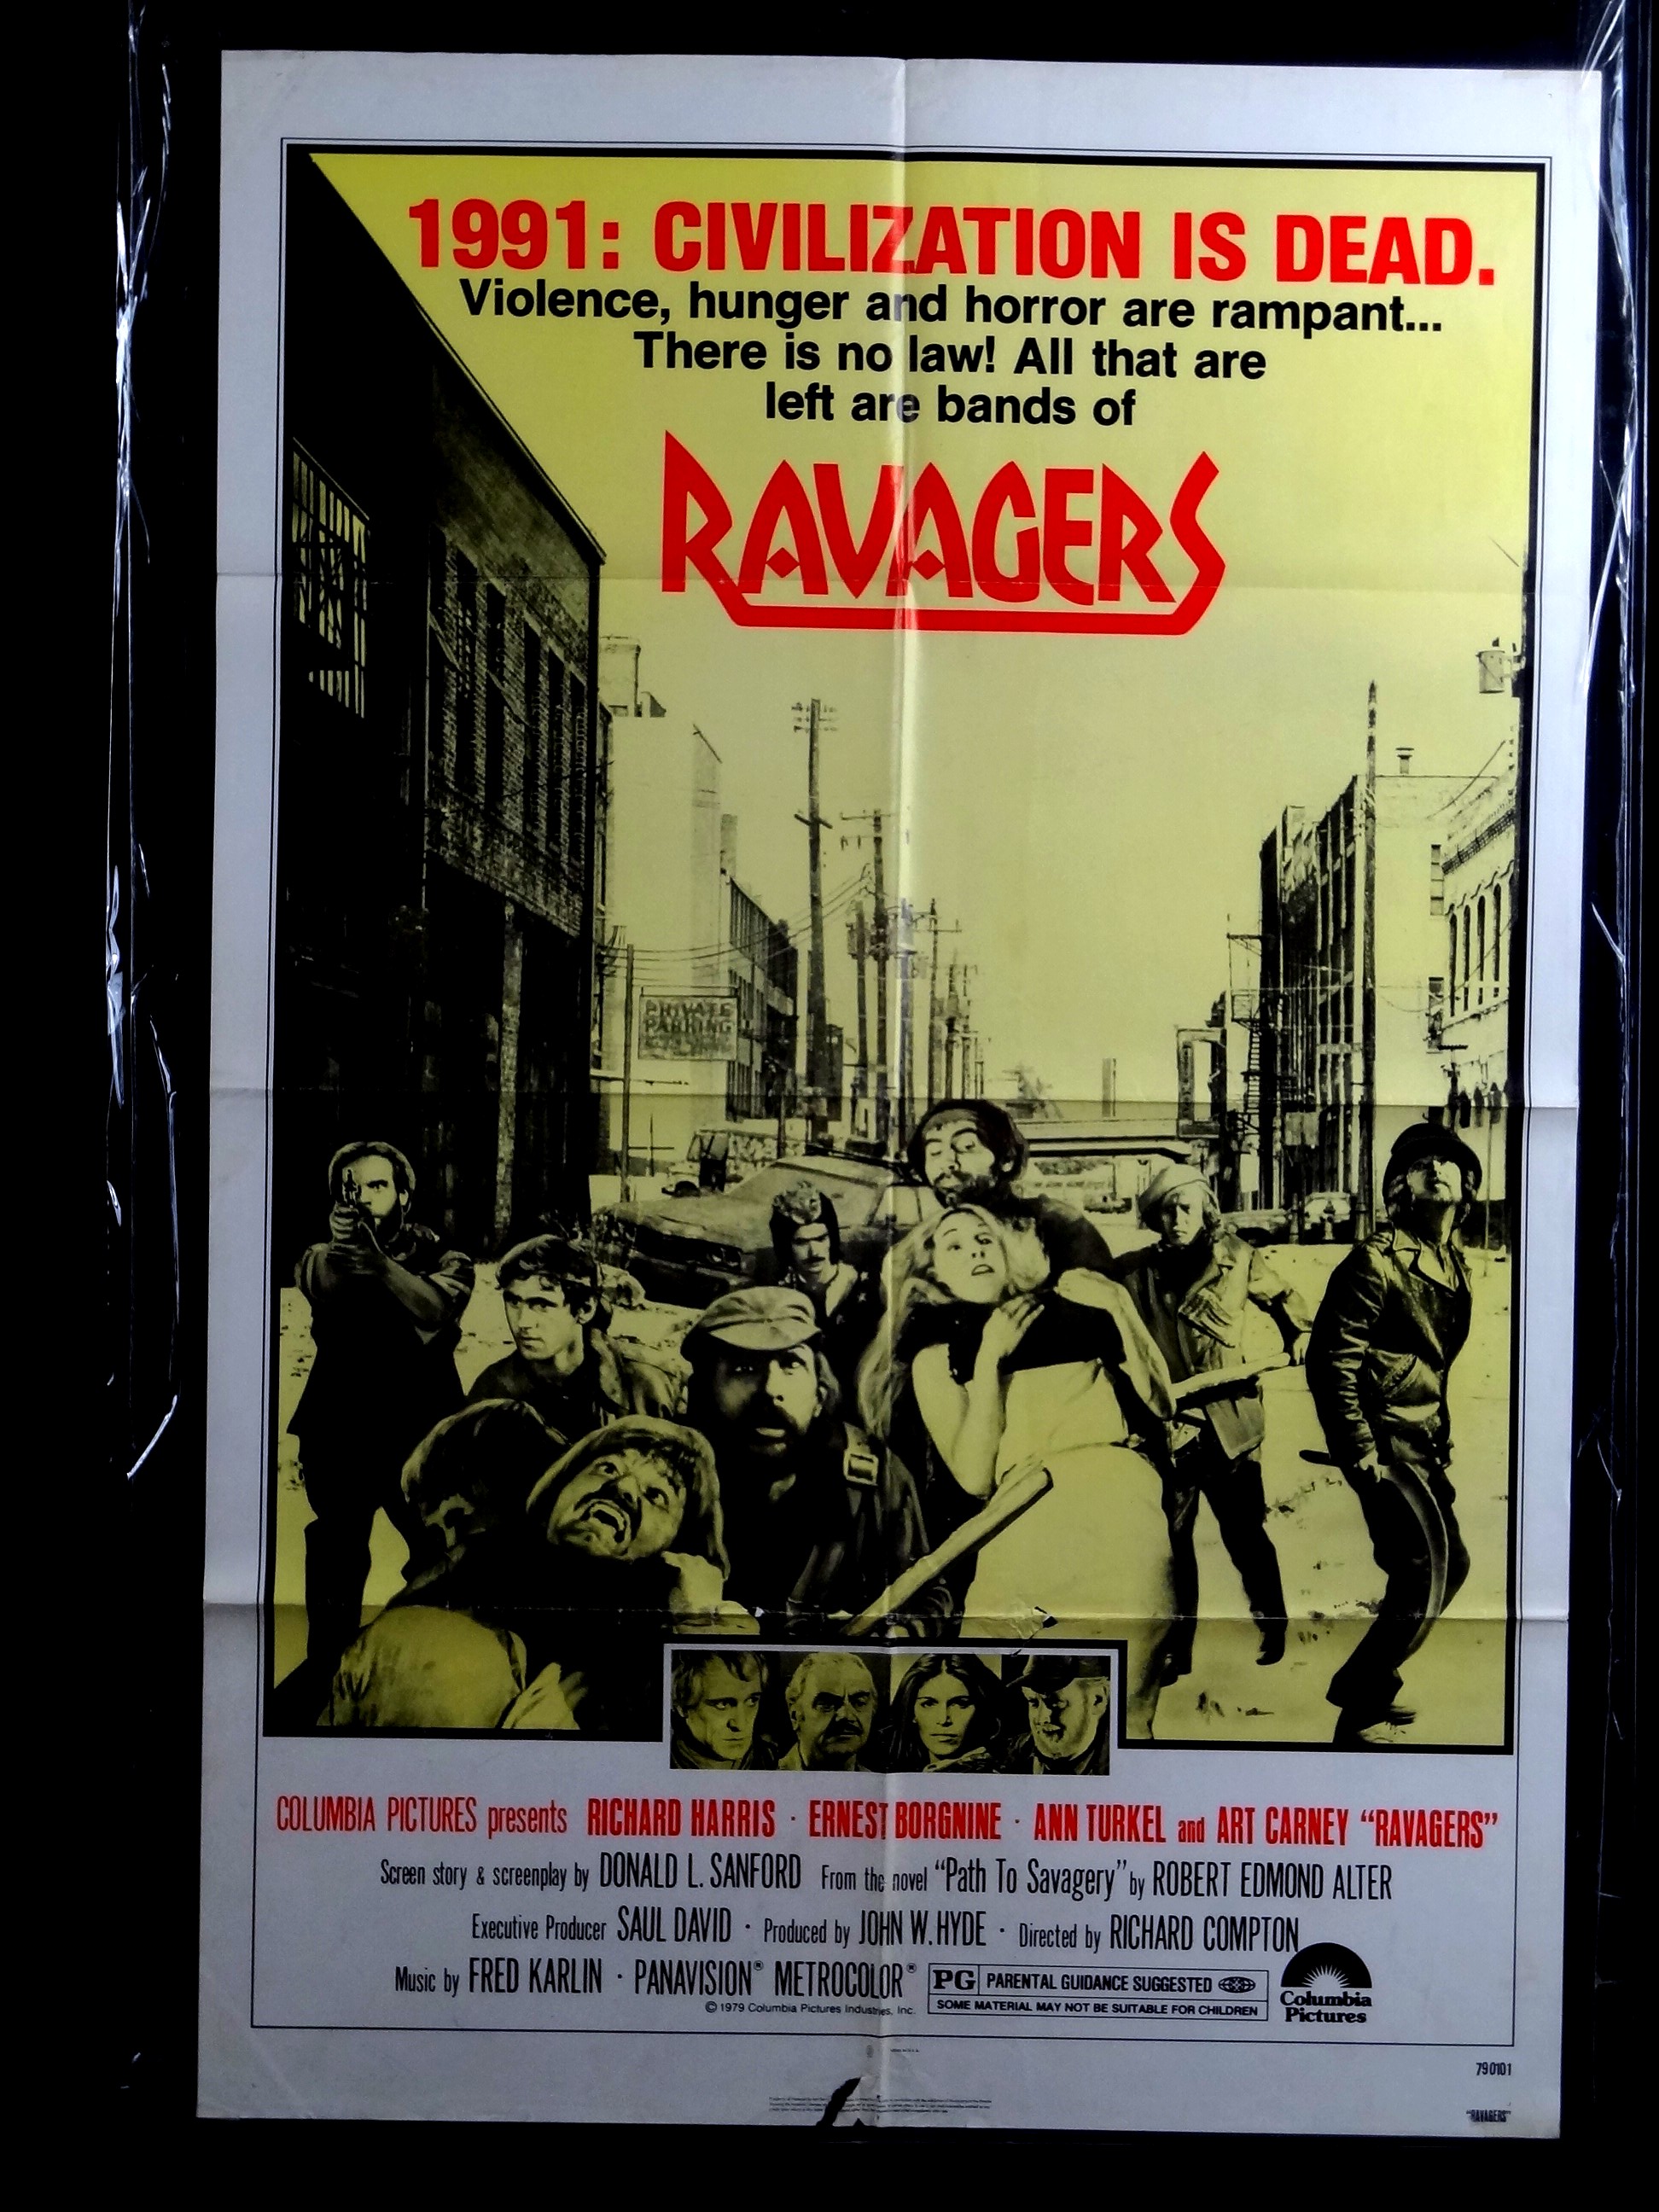 1991: CIVILIZATION IS DEAD.
Violence, hunger and horror are rampant...
There is no law! All that are
left are bands of
RAVAGERS
PRIVATE
PARKING
COLUMBIA PICTURES presents RICHARD HARRIS · ERNEST BORGNINE · ANN TURKEL and ART CARNEY “RAVAGERS”
Screen story & screenplay by DONALD L. SANFORD From the novel “Path To Savagery” by ROBERT EDMOND ALTER
Executive Producer SAUL DAVID · Produced by JOHN W. HYDE · Directed by RICHARD COMPTON
Music by FRED KARLIN · PANAVISION® METROCOLOR®
PG PARENTAL GUIDANCE SUGGESTED
SOME MATERIAL MAY NOT BE SUITABLE FOR CHILDREN
© 1979 Columbia Pictures Industries, Inc.
Columbia
Pictures
790101
"RAVAGERS"